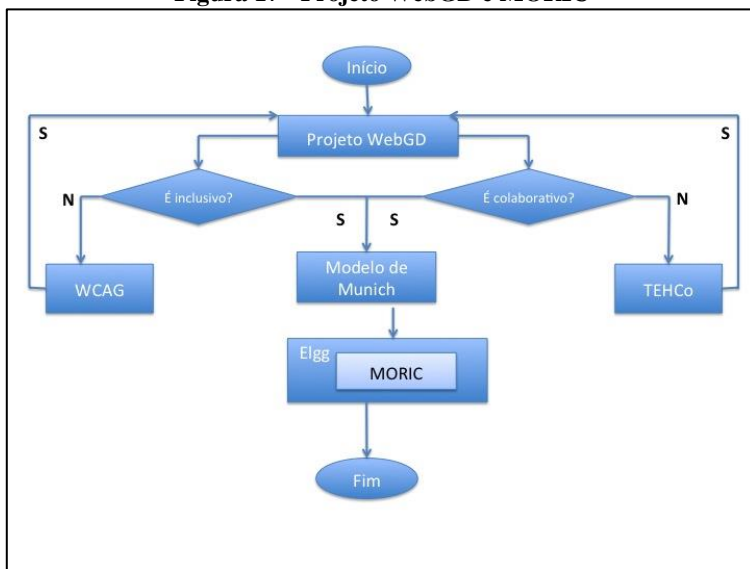 Início
S
S
Projeto WebGD
N
É inclusivo?
É colaborativo?
N
S
S
WCAG
Modelo de
Munich
TEHCo
Elgg
MORIC
Fim